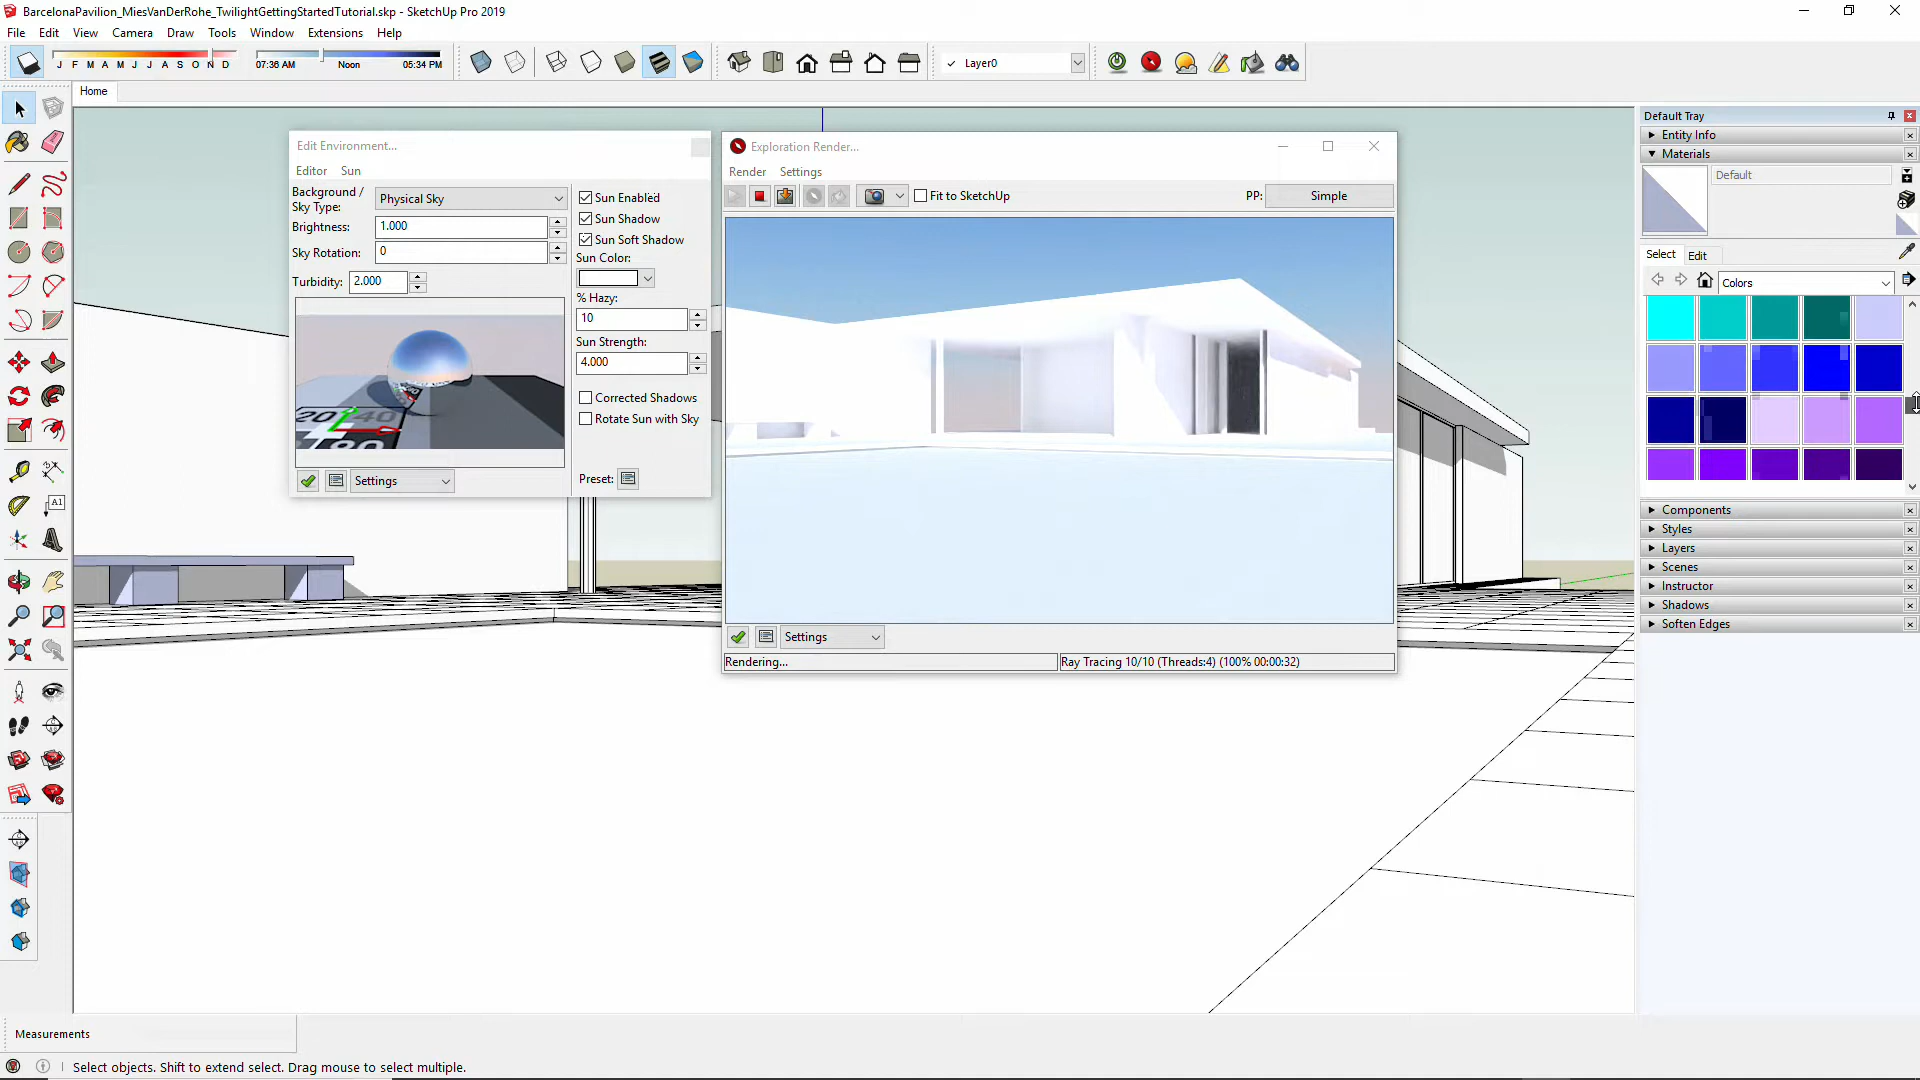 BarcelonaPavilion_MiesVanDerRohe_TwilightGettingStartedTutorial.skp - SketchUp Pro 2019
File Edit View Camera Draw Tools Window Extensions Help
J F M A M J J A S O N D 07:36 AM Noon 05:34 PM
Layer0
Home
Default Tray
Entity Info
Materials
Default
Select Edit
Colors
Components
Styles
Layers
Scenes
Instructor
Shadows
Soften Edges
Edit Environment...
Editor Sun
Background /
Sky Type:
Physical Sky
Brightness: 1.000
Sky Rotation: 0
Turbidity: 2.000
Sun Enabled
Sun Shadow
Sun Soft Shadow
Sun Color:
% Hazy:
10
Sun Strength:
4.000
Corrected Shadows
Rotate Sun with Sky
Preset:
Settings
Exploration Render...
Render Settings
Fit to SketchUp
PP: Simple
Settings
Rendering...
Ray Tracing 10/10 (Threads:4) (100% 00:00:32)
A1
Measurements
Select objects. Shift to extend select. Drag mouse to select multiple.